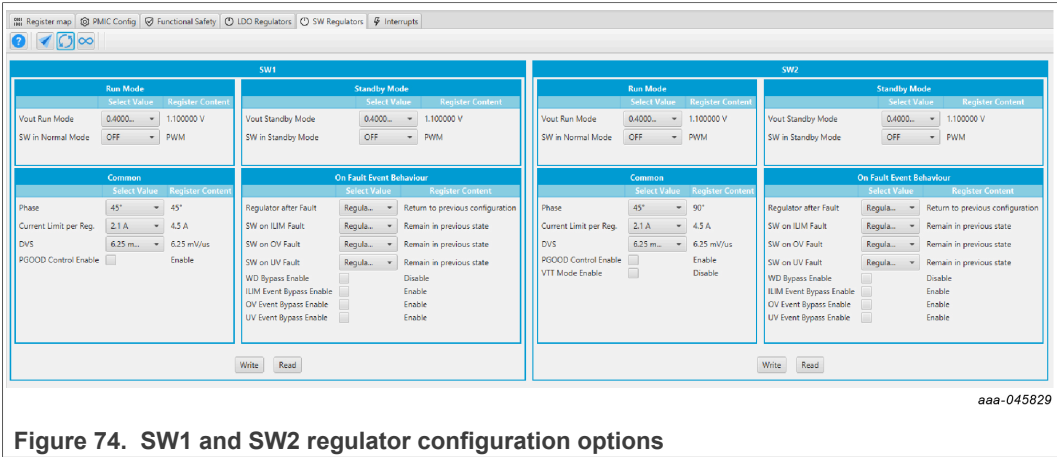 Register map PMIC Config Functional Safety LDO Regulators SW Regulators Interrupts
SW1
Run Mode
Select Value Register Content
Vout Run Mode 0.4000... 1.100000 V
SW in Normal Mode OFF PWM
Standby Mode
Select Value Register Content
Vout Standby Mode 0.4000... 1.100000 V
SW in Standby Mode OFF PWM
Common
Select Value Register Content
Phase 45° 45°
Current Limit per Reg. 2.1 A 4.5 A
DVS 6.25 m... 6.25 mV/us
PGOOD Control Enable Enable
On Fault Event Behaviour
Select Value Register Content
Regulator after Fault Regula... Return to previous configuration
SW on ILIM Fault Regula... Remain in previous state
SW on OV Fault Regula... Remain in previous state
SW on UV Fault Regula... Remain in previous state
WD Bypass Enable Disable
ILIM Event Bypass Enable Enable
OV Event Bypass Enable Enable
UV Event Bypass Enable Enable
Write Read
SW2
Run Mode
Select Value Register Content
Vout Run Mode 0.4000... 1.100000 V
SW in Normal Mode OFF PWM
Standby Mode
Select Value Register Content
Vout Standby Mode 0.4000... 1.100000 V
SW in Standby Mode OFF PWM
Common
Select Value Register Content
Phase 45° 90°
Current Limit per Reg. 2.1 A 4.5 A
DVS 6.25 m... 6.25 mV/us
PGOOD Control Enable Enable
VTT Mode Enable Disable
On Fault Event Behaviour
Select Value Register Content
Regulator after Fault Regula... Return to previous configuration
SW on ILIM Fault Regula... Remain in previous state
SW on OV Fault Regula... Remain in previous state
SW on UV Fault Regula... Remain in previous state
WD Bypass Enable Disable
ILIM Event Bypass Enable Enable
OV Event Bypass Enable Enable
UV Event Bypass Enable Enable
Write Read
aaa-045829
Figure 74. SW1 and SW2 regulator configuration options